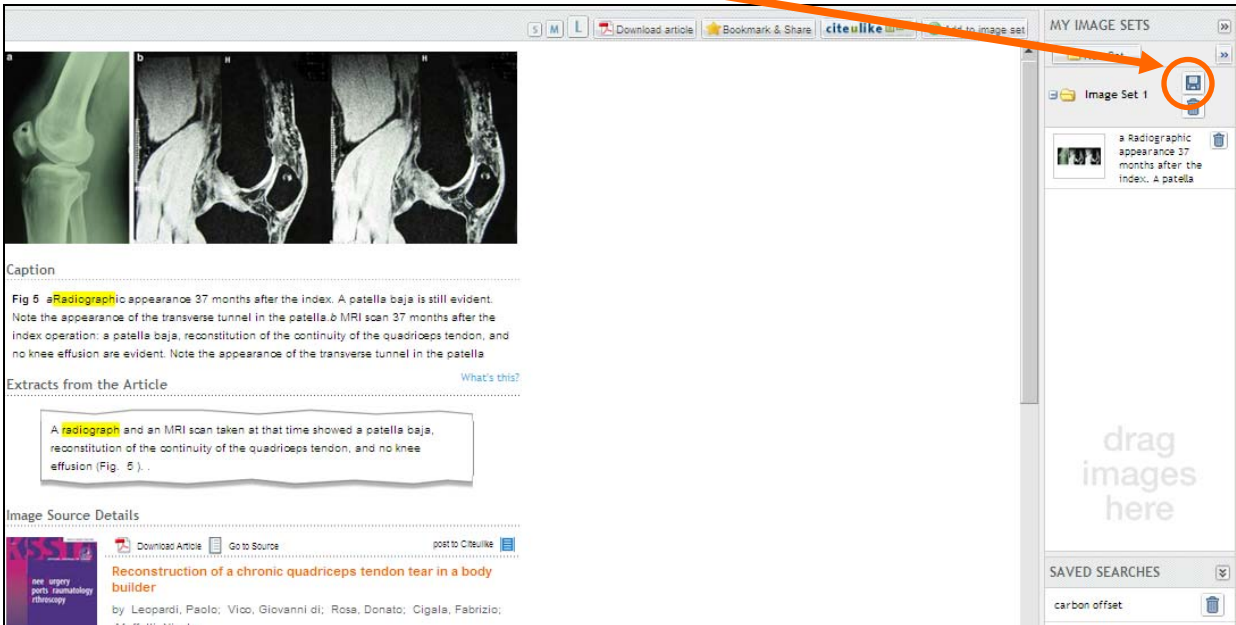 S M L Download article Bookmark & Share citeulike to image set
MY IMAGE SETS
Image Set 1
a Radiographic
appearance 37
months after the
index. A patella
a b H H
Caption
Fig 5 aRadiographic appearance 37 months after the index. A patella baja is still evident.
Note the appearance of the transverse tunnel in the patella.b MRI scan 37 months after the
index operation: a patella baja, reconstitution of the continuity of the quadriceps tendon, and
no knee effusion are evident. Note the appearance of the transverse tunnel in the patella
Extracts from the Article
What's this?
A radiograph and an MRI scan taken at that time showed a patella baja,
reconstitution of the continuity of the quadriceps tendon, and no knee
effusion (Fig. 5 ). .
Image Source Details
Download Article Go to Source post to Citeulike
KSSTA
nee urgery
ports raumatology
rthroscopy
Reconstruction of a chronic quadriceps tendon tear in a body
builder
by Leopardi, Paolo; Vico, Giovanni di; Rosa, Donato; Cigala, Fabrizio;
drag
images
here
SAVED SEARCHES
carbon offset